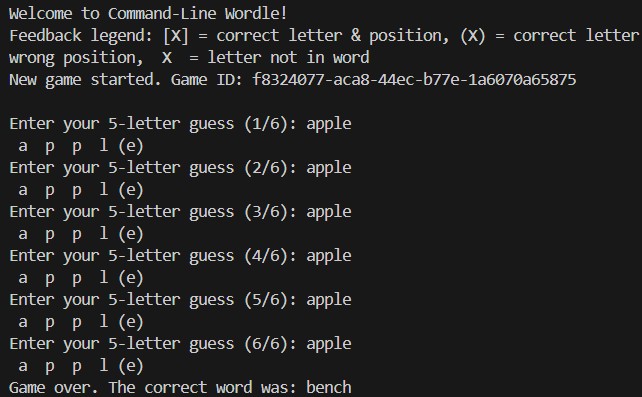 Welcome to Command-Line Wordle!
Feedback legend: [X] = correct letter & position, (X) = correct letter
wrong position,  X  = letter not in word
New game started. Game ID: f8324077-aca8-44ec-b77e-1a6070a65875

Enter your 5-letter guess (1/6): apple
 a  p  p  l (e)
Enter your 5-letter guess (2/6): apple
 a  p  p  l (e)
Enter your 5-letter guess (3/6): apple
 a  p  p  l (e)
Enter your 5-letter guess (4/6): apple
 a  p  p  l (e)
Enter your 5-letter guess (5/6): apple
 a  p  p  l (e)
Enter your 5-letter guess (6/6): apple
 a  p  p  l (e)
Game over. The correct word was: bench